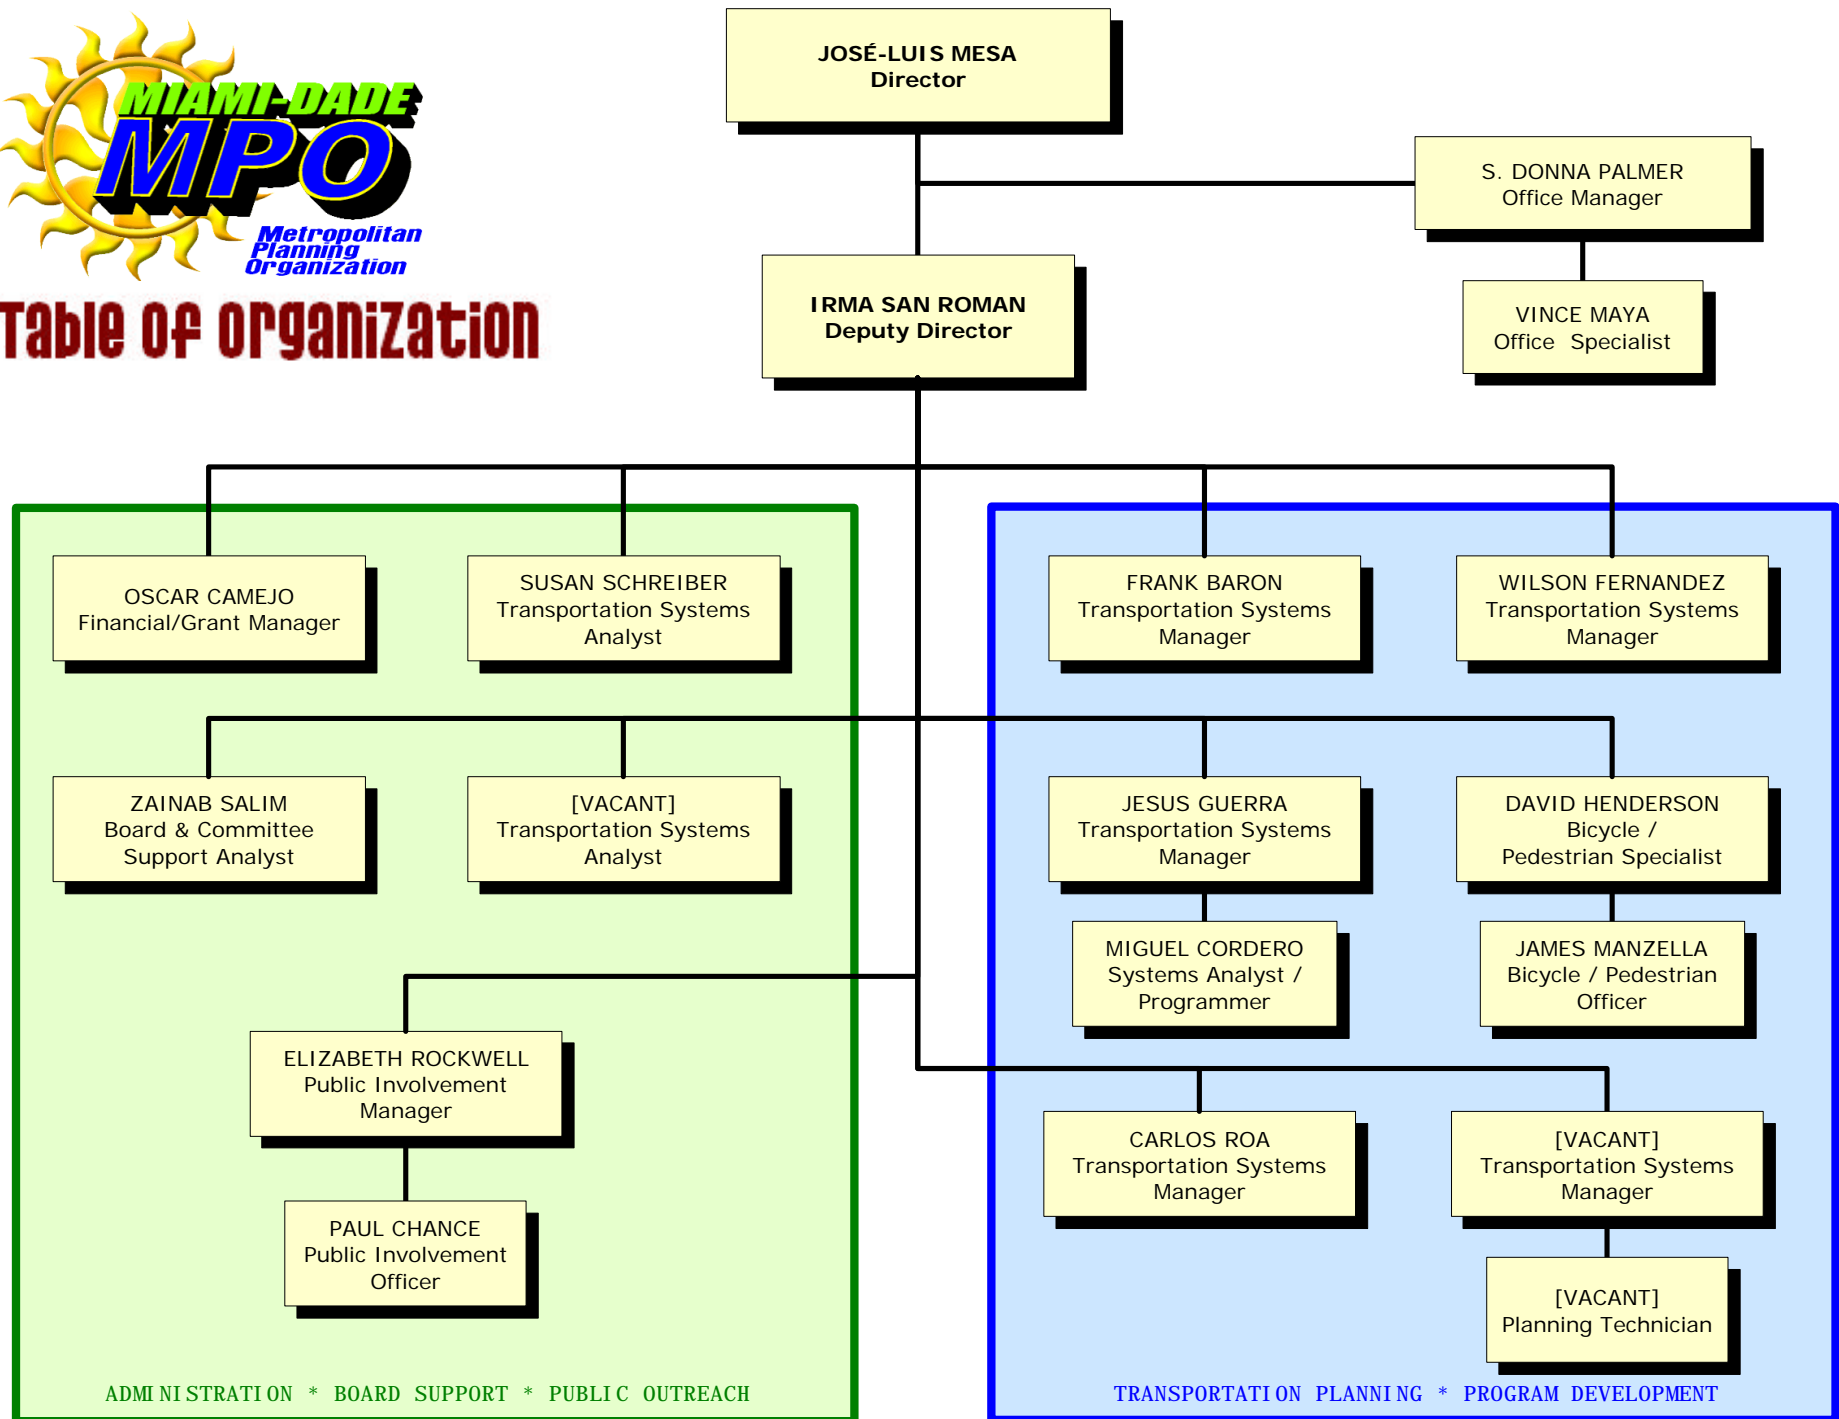 MIAMI-DADE
MPO
Metropolitan
Planning
Organization
Table of Organization
JOSÉ-LUIS MESA
Director
S. DONNA PALMER
Office Manager
IRMA SAN ROMAN
Deputy Director
VINCE MAYA
Office Specialist
OSCAR CAMEJO
Financial/Grant Manager
SUSAN SCHREIBER
Transportation Systems
Analyst
FRANK BARON
Transportation Systems
Manager
WILSON FERNANDEZ
Transportation Systems
Manager
ZAINAB SALIM
Board & Committee
Support Analyst
[VACANT]
Transportation Systems
Analyst
JESUS GUERRA
Transportation Systems
Manager
DAVID HENDERSON
Bicycle /
Pedestrian Specialist
MIGUEL CORDERO
Systems Analyst /
Programmer
JAMES MANZELLA
Bicycle / Pedestrian
Officer
ELIZABETH ROCKWELL
Public Involvement
Manager
CARLOS ROA
Transportation Systems
Manager
[VACANT]
Transportation Systems
Manager
PAUL CHANCE
Public Involvement
Officer
[VACANT]
Planning Technician
ADMINISTRATION * BOARD SUPPORT * PUBLIC OUTREACH
TRANSPORTATION PLANNING * PROGRAM DEVELOPMENT